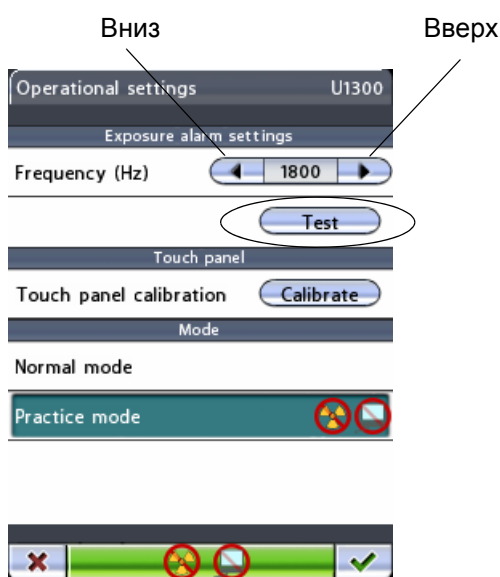 Вниз Вверх
Operational settings U1300
Exposure alarm settings
Frequency (Hz) 1800
Test
Touch panel
Touch panel calibration Calibrate
Mode
Normal mode
Practice mode